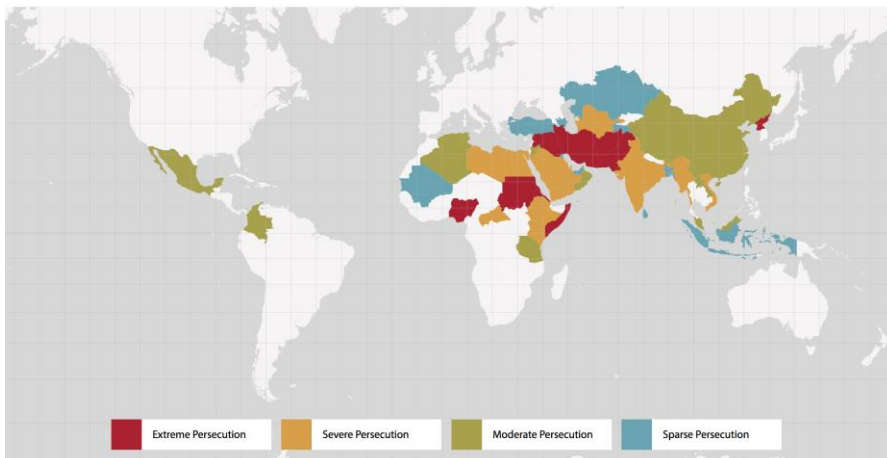 Extreme Persecution
Severe Persecution
Moderate Persecution
Sparse Persecution